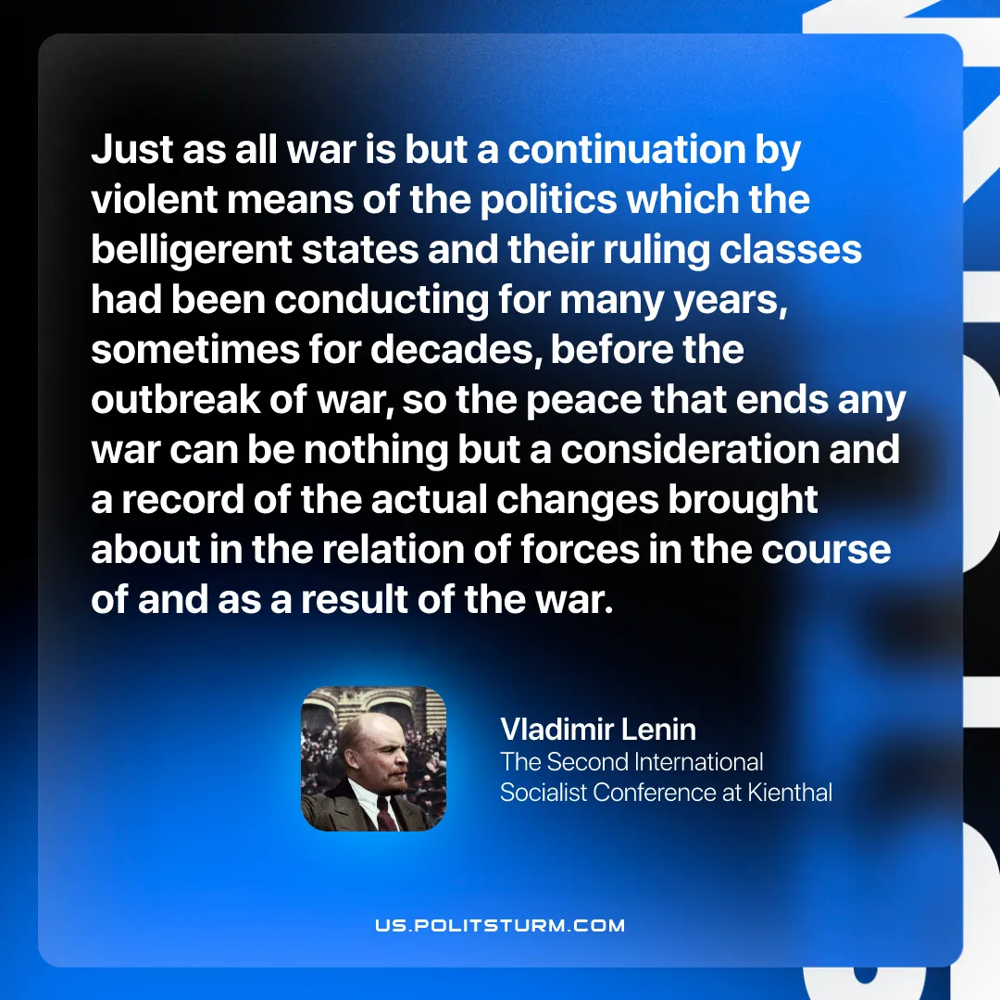 Just as all war is but a continuation by
violent means of the politics which the
belligerent states and their ruling classes
had been conducting for many years,
sometimes for decades, before the
outbreak of war, so the peace that ends any
war can be nothing but a consideration and
a record of the actual changes brought
about in the relation of forces in the course
of and as a result of the war.
Vladimir Lenin
The Second International
Socialist Conference at Kienthal
US.POLITSTURM.COM